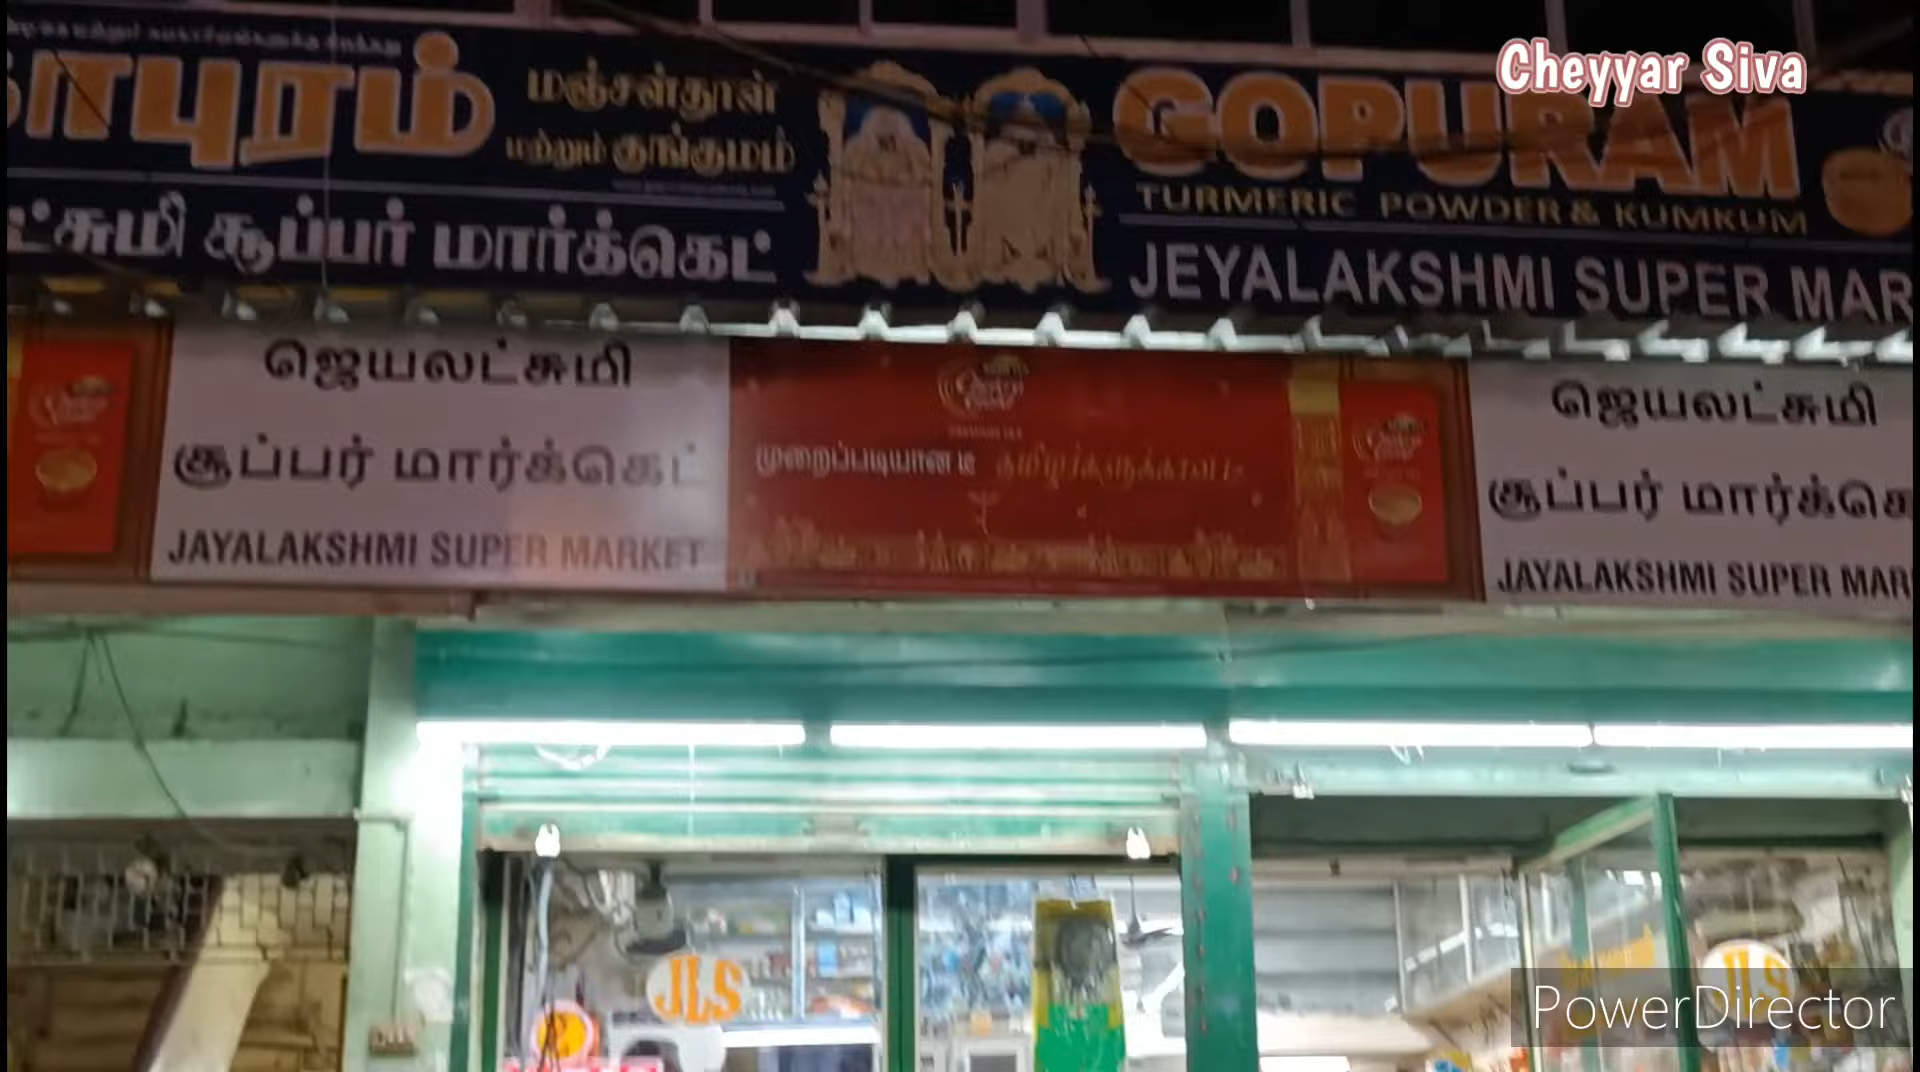 Cheyyar Siva
புரம்
மஞ்சள்தூள்
மற்றும் குங்குமம்
GOPURAM
TURMERIC POWDER & KUMKUM
ட்சுமி சூப்பர் மார்க்கெட்
JEYALAKSHMI SUPER MAR
ஜெயலட்சுமி
சூப்பர் மார்க்கெட்
JAYALAKSHMI SUPER MARKET
முறைப்படியான
ஜெயலட்சுமி
சூப்பர் மார்க்கெ
JAYALAKSHMI SUPER MAR
JLS
JLS
PowerDirector